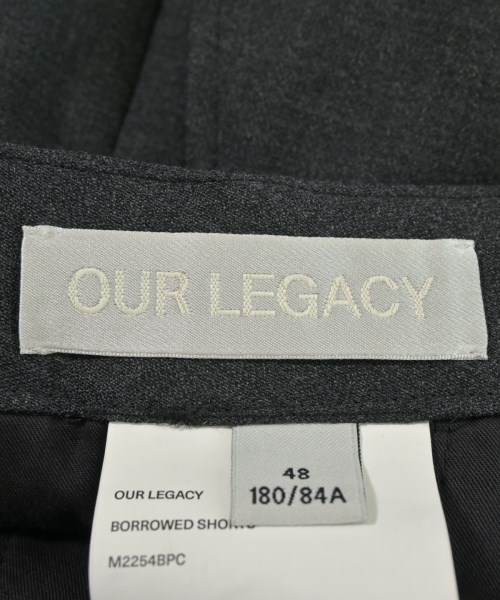 OUR LEGACY
48
180/84A
OUR LEGACY
BORROWED SHORTS
M2254BPC